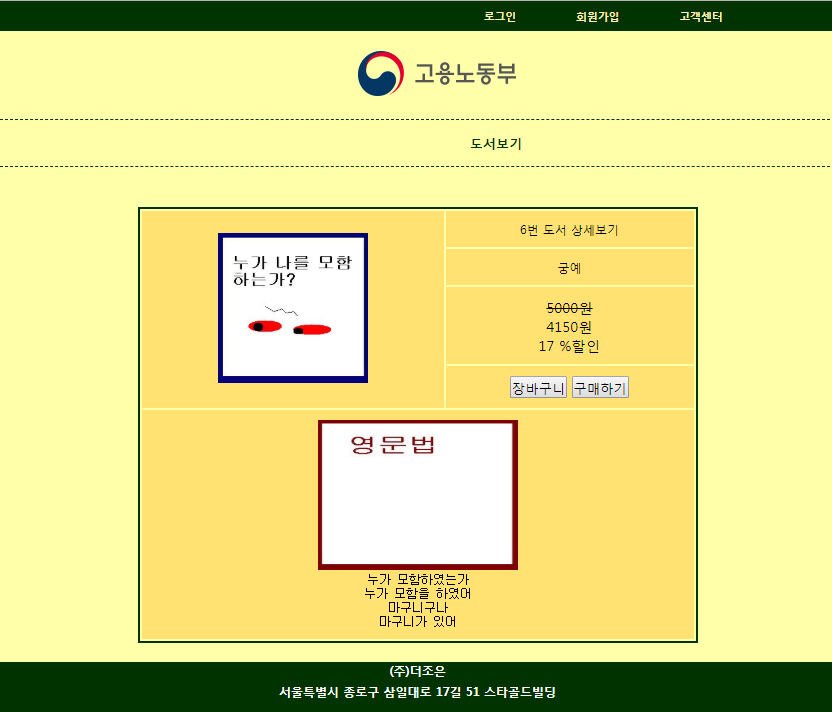 로그인 회원가입 고객센터
고용노동부
도서보기
누가 나를 모함
하는가?
6번 도서 상세보기
궁예
5000원
4150원
17 %할인
장바구니 구매하기
영문법
누가 모함하였는가
누가 모함을 하였어
마구니구나
마구니가 있어
(주)더조은
서울특별시 종로구 삼일대로 17길 51 스타골드빌딩